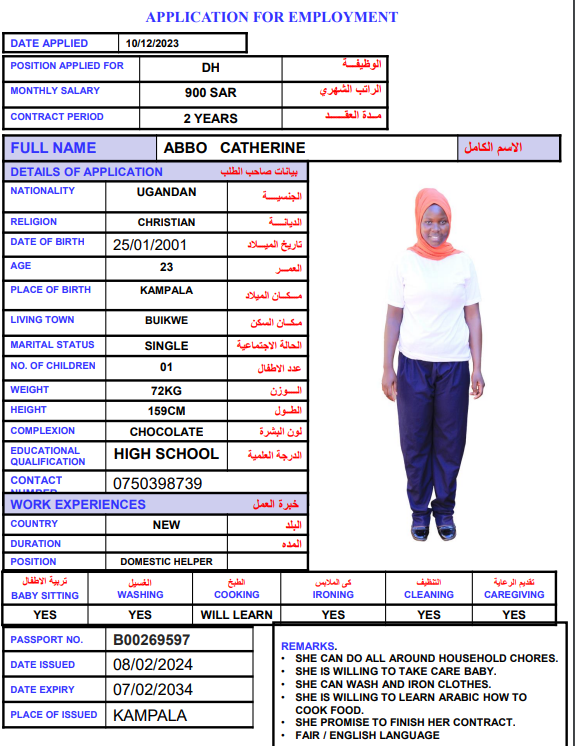 APPLICATION FOR EMPLOYMENT
DATE APPLIED 10/12/2023
POSITION APPLIED FOR DH الوظيفـــة
MONTHLY SALARY 900 SAR الراتب الشهري
CONTRACT PERIOD 2 YEARS مــدة العقــــد
FULL NAME ABBO CATHERINE الاسم الكامل
DETAILS OF APPLICATION بيانات صاحب الطلب
NATIONALITY UGANDAN الجنسيـــة
RELIGION CHRISTIAN الديانــــة
DATE OF BIRTH 25/01/2001 تاريخ الميـــلاد
AGE 23 العمــر
PLACE OF BIRTH KAMPALA مــكـان الميلاد
LIVING TOWN BUIKWE مكــان السكن
MARITAL STATUS SINGLE الحالة الاجتماعية
NO. OF CHILDREN 01 عدد الاطفال
WEIGHT 72KG الـــوزن
HEIGHT 159CM الطــول
COMPLEXION CHOCOLATE لون البشرة
EDUCATIONAL QUALIFICATION HIGH SCHOOL الدرجة العلمية
CONTACT NUMBER 0750398739
WORK EXPERIENCES خبرة العمل
COUNTRY NEW البلد
DURATION المده
POSITION DOMESTIC HELPER
تربية الاطفال الغسيل الطبخ كى الملابس التنظيف تقديم الرعاية
BABY SITTING WASHING COOKING IRONING CLEANING CAREGIVING
YES YES WILL LEARN YES YES YES
PASSPORT NO. B00269597
DATE ISSUED 08/02/2024
DATE EXPIRY 07/02/2034
PLACE OF ISSUED KAMPALA
REMARKS.
• SHE CAN DO ALL AROUND HOUSEHOLD CHORES.
• SHE IS WILLING TO TAKE CARE BABY.
• SHE CAN WASH AND IRON CLOTHES.
• SHE IS WILLING TO LEARN ARABIC HOW TO
COOK FOOD.
• SHE PROMISE TO FINISH HER CONTRACT.
• FAIR / ENGLISH LANGUAGE